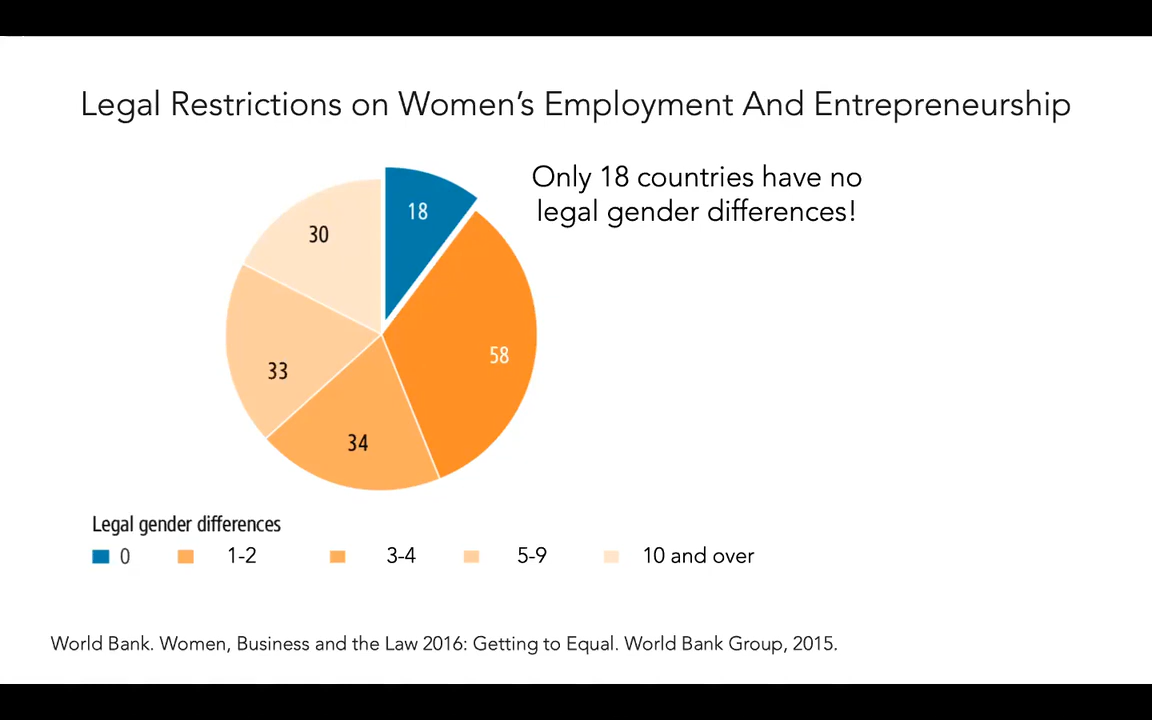 Legal Restrictions on Women's Employment And Entrepreneurship
Only 18 countries have no
legal gender differences!
18
30
58
33
34
Legal gender differences
0 1-2 3-4 5-9 10 and over
World Bank. Women, Business and the Law 2016: Getting to Equal. World Bank Group, 2015.